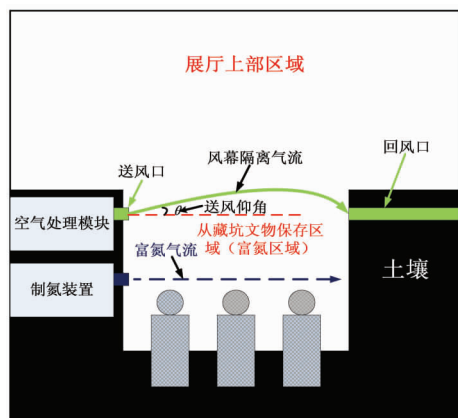 展厅上部区域
风幕隔离气流
回风口
送风口
θ
送风仰角
空气处理模块
从藏坑文物保存区
域（富氮区域）
富氮气流
土壤
制氮装置